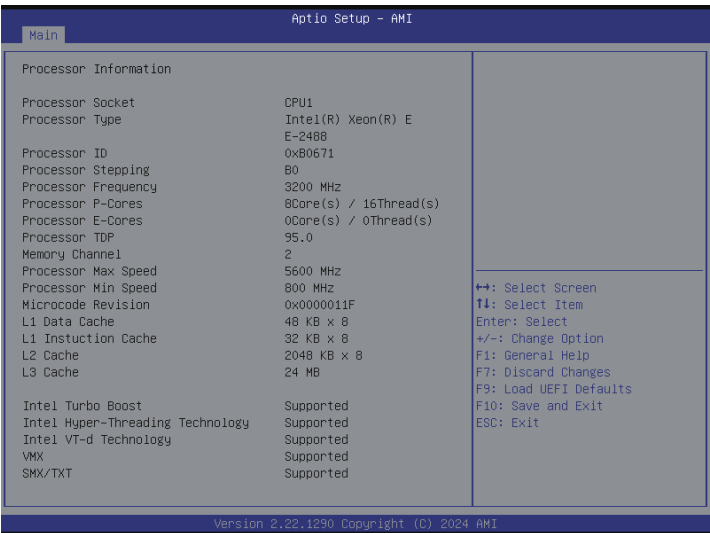 Aptio Setup – AMI
Main
Processor Information
Processor Socket CPU1
Processor Type Intel(R) Xeon(R) E
E-2488
Processor ID 0xB0671
Processor Stepping B0
Processor Frequency 3200 MHz
Processor P-Cores 8Core(s) / 16Thread(s)
Processor E-Cores 0Core(s) / 0Thread(s)
Processor TDP 95.0
Memory Channel 2
Processor Max Speed 5600 MHz
Processor Min Speed 800 MHz
Microcode Revision 0x0000011F
L1 Data Cache 48 KB x 8
L1 Instuction Cache 32 KB x 8
L2 Cache 2048 KB x 8
L3 Cache 24 MB
Intel Turbo Boost Supported
Intel Hyper-Threading Technology Supported
Intel VT-d Technology Supported
VMX Supported
SMX/TXT Supported
↔: Select Screen
↑↓: Select Item
Enter: Select
+/-: Change Option
F1: General Help
F7: Discard Changes
F9: Load UEFI Defaults
F10: Save and Exit
ESC: Exit
Version 2.22.1290 Copyright (C) 2024 AMI